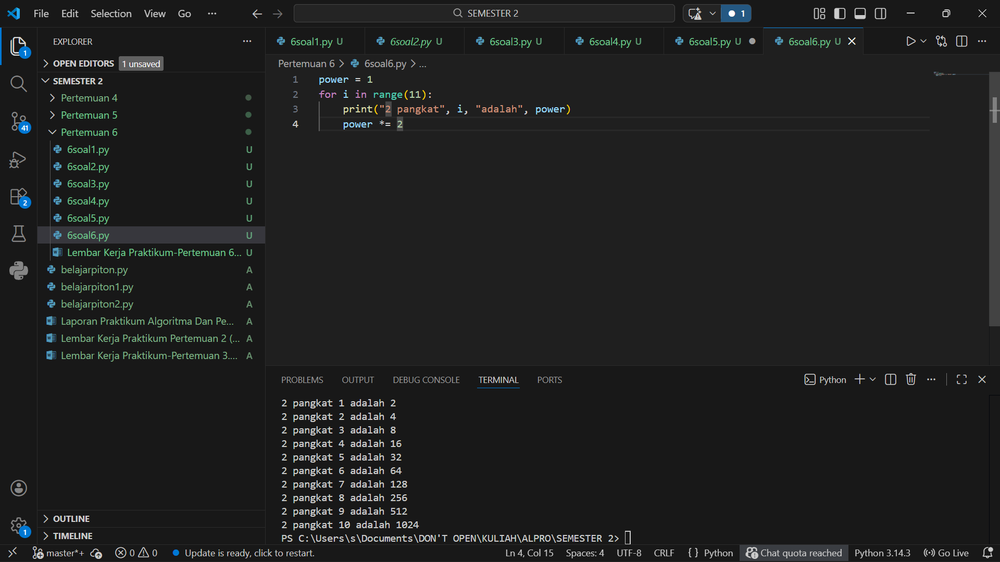 File Edit Selection View Go ...
SEMESTER 2
1
EXPLORER
OPEN EDITORS 1 unsaved
SEMESTER 2
Pertemuan 4
Pertemuan 5
Pertemuan 6
6soal1.py U
6soal2.py U
6soal3.py U
6soal4.py U
6soal5.py U
6soal6.py U
Lembar Kerja Praktikum-Pertemuan 6... U
belajarpiton.py A
belajarpiton1.py A
belajarpiton2.py A
Laporan Praktikum Algoritma Dan Pe... A
Lembar Kerja Praktikum Pertemuan 2 (... A
Lembar Kerja Praktikum-Pertemuan 3.... A
OUTLINE
TIMELINE
1
41
2
1
6soal1.py U 6soal2.py U 6soal3.py U 6soal4.py U 6soal5.py U 6soal6.py U
Pertemuan 6 > 6soal6.py > ...
1 power = 1
2 for i in range(11):
3 print("2 pangkat", i, "adalah", power)
4 power *= 2
PROBLEMS OUTPUT DEBUG CONSOLE TERMINAL PORTS
Python
2 pangkat 1 adalah 2
2 pangkat 2 adalah 4
2 pangkat 3 adalah 8
2 pangkat 4 adalah 16
2 pangkat 5 adalah 32
2 pangkat 6 adalah 64
2 pangkat 7 adalah 128
2 pangkat 8 adalah 256
2 pangkat 9 adalah 512
2 pangkat 10 adalah 1024
PS C:\Users\s\Documents\DON'T OPEN\KULIAH\ALPRO\SEMESTER 2>
master*+ 0 0 Update is ready, click to restart. Ln 4, Col 15 Spaces: 4 UTF-8 CRLF {} Python Chat quota reached Python 3.14.3 Go Live